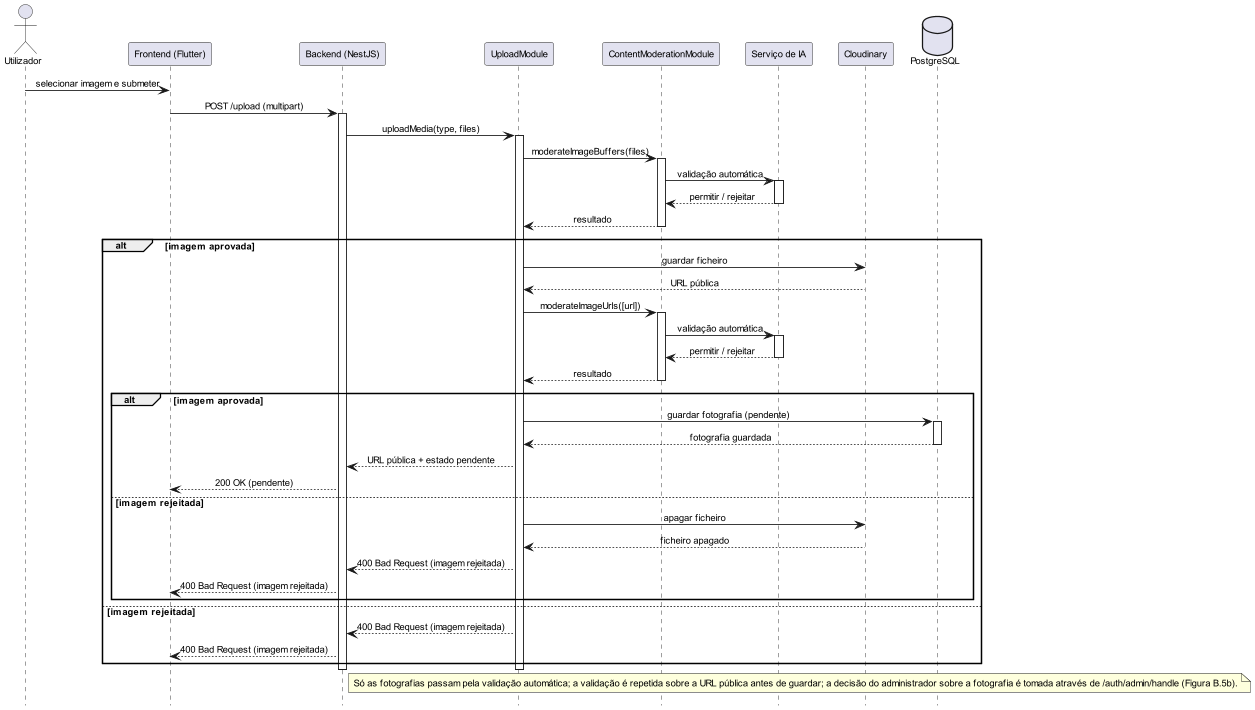 Utilizador
Frontend (Flutter)
Backend (NestJS)
UploadModule
ContentModerationModule
Serviço de IA
Cloudinary
PostgreSQL
selecionar imagem e submeter
POST /upload (multipart)
uploadMedia(type, files)
moderateImageBuffers(files)
validação automática
permitir / rejeitar
resultado
alt
[imagem aprovada]
guardar ficheiro
URL pública
moderateImageUrls([url])
validação automática
permitir / rejeitar
resultado
alt
[imagem aprovada]
guardar fotografia (pendente)
fotografia guardada
URL pública + estado pendente
200 OK (pendente)
[imagem rejeitada]
apagar ficheiro
ficheiro apagado
400 Bad Request (imagem rejeitada)
400 Bad Request (imagem rejeitada)
[imagem rejeitada]
400 Bad Request (imagem rejeitada)
400 Bad Request (imagem rejeitada)
Só as fotografias passam pela validação automática; a validação é repetida sobre a URL pública antes de guardar; a decisão do administrador sobre a fotografia é tomada através de /auth/admin/handle (Figura B.5b).